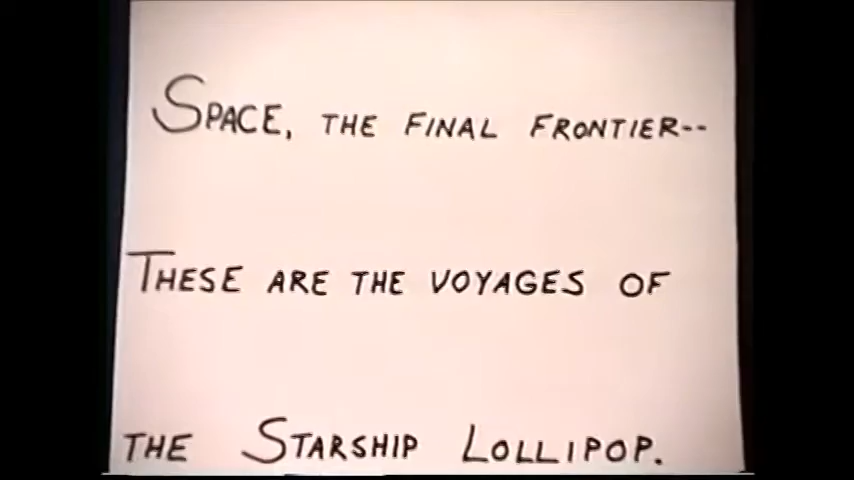 Space, the final frontier--
These are the voyages of
the Starship Lollipop.